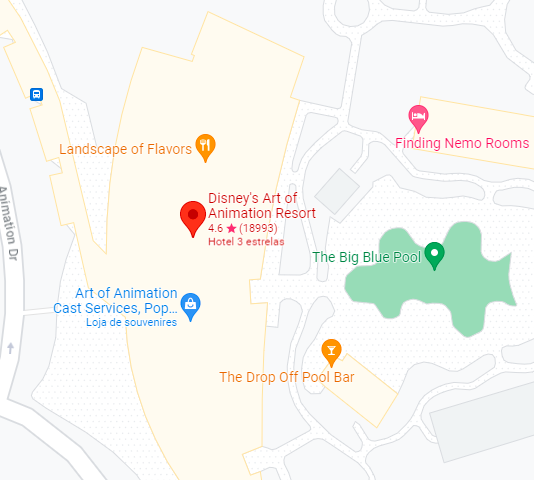 Landscape of Flavors
Finding Nemo Rooms
Disney's Art of
Animation Resort
4.6 ★ (18993)
Hotel 3 estrelas
Animation Dr
The Big Blue Pool
Art of Animation
Cast Services, Pop...
Loja de souvenires
The Drop Off Pool Bar